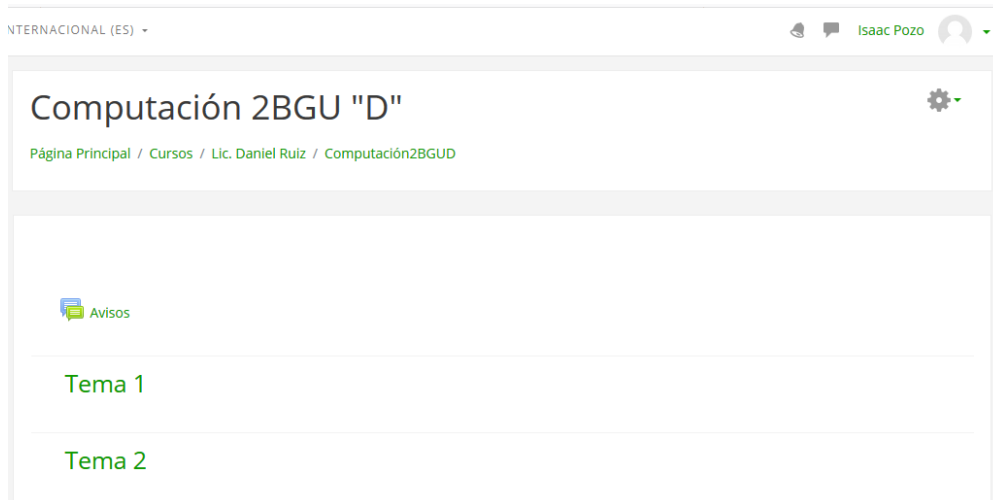 NTERNACIONAL (ES)
Isaac Pozo
Computación 2BGU "D"
Página Principal / Cursos / Lic. Daniel Ruiz / Computación2BGUD
Avisos
Tema 1
Tema 2